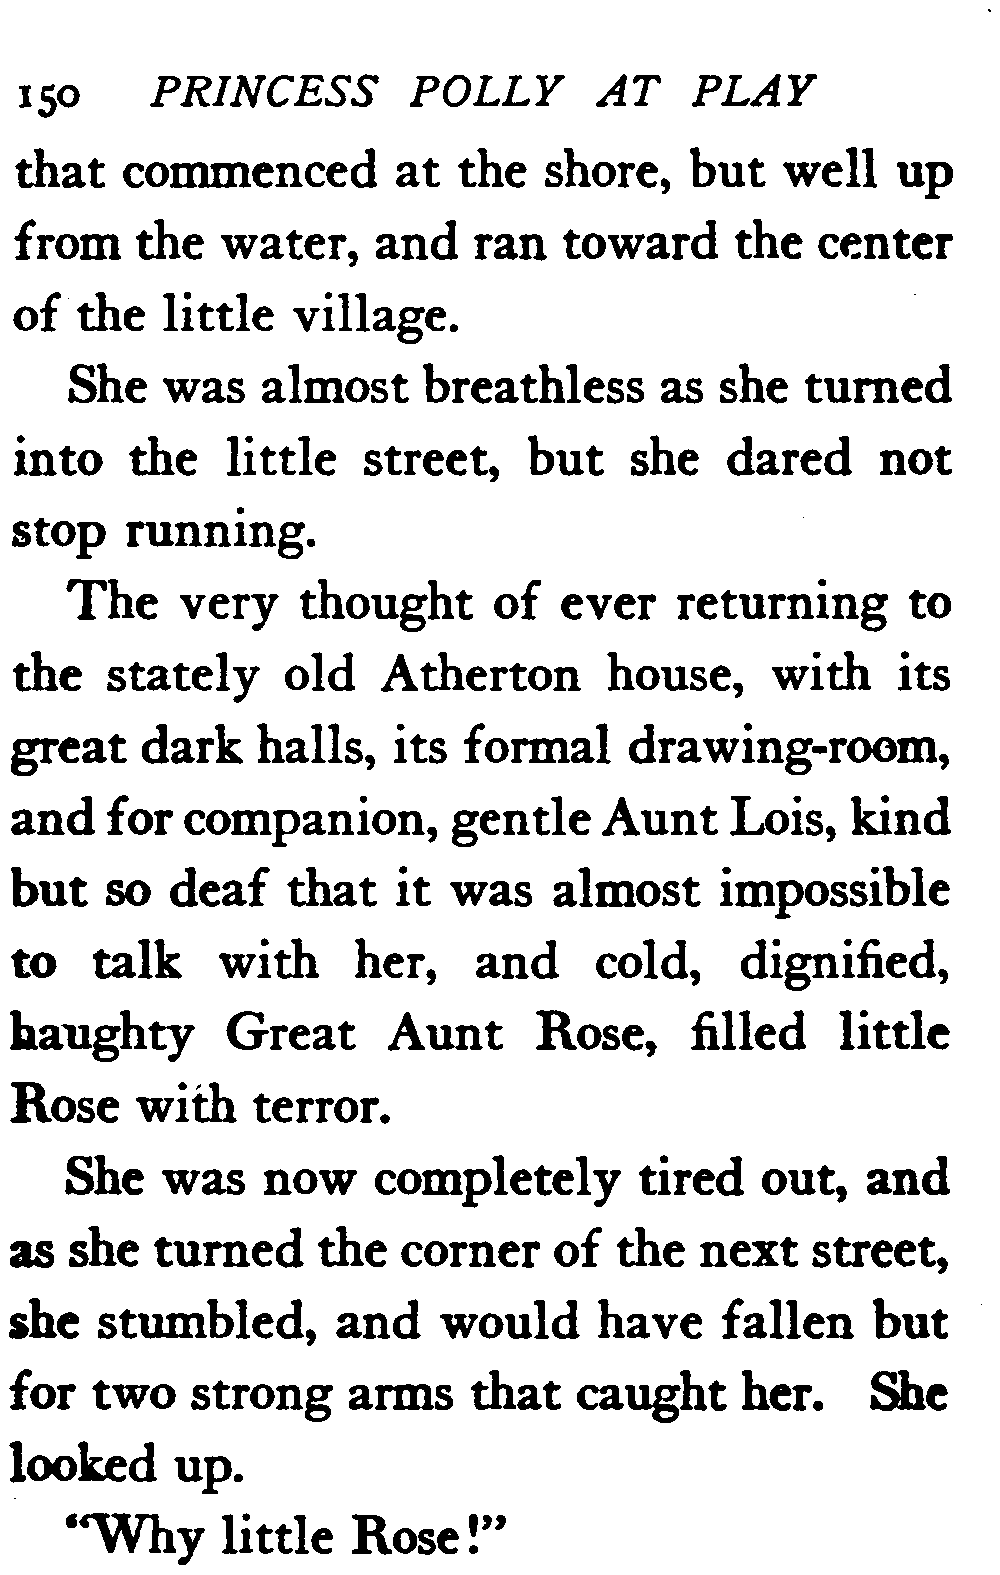 150 PRINCESS POLLY AT PLAY
that commenced at the shore, but well up
from the water, and ran toward the center
of the little village.
She was almost breathless as she turned
into the little street, but she dared not
stop running.
The very thought of ever returning to
the stately old Atherton house, with its
great dark halls, its formal drawing-room,
and for companion, gentle Aunt Lois, kind
but so deaf that it was almost impossible
to talk with her, and cold, dignified,
haughty Great Aunt Rose, filled little
Rose with terror.
She was now completely tired out, and
as she turned the corner of the next street,
she stumbled, and would have fallen but
for two strong arms that caught her. She
looked up.
"Why little Rose!"